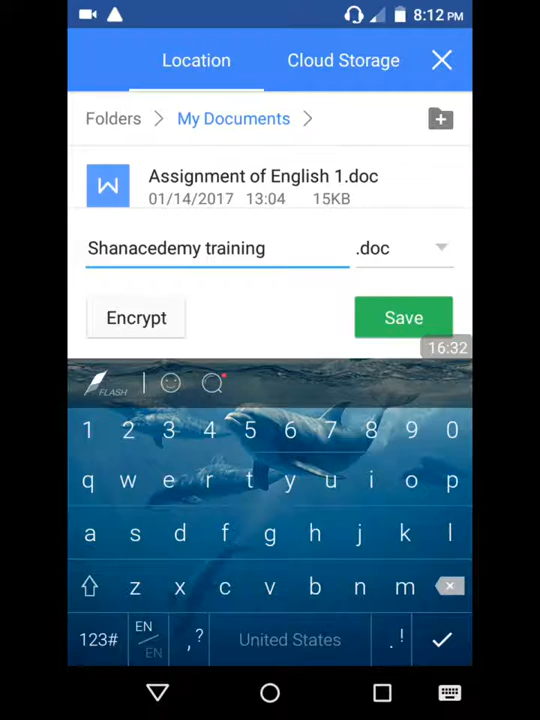 8:12 PM
Location Cloud Storage
Folders My Documents
W
Assignment of English 1.doc
01/14/2017 13:04 15KB
Shanacedemy training .doc
Encrypt Save
16:32
FLASH
1 2 3 4 5 6 7 8 9 0
q w e r t y u i o p
a s d f g h j k l
z x c v b n m
123# EN EN , ? United States . !